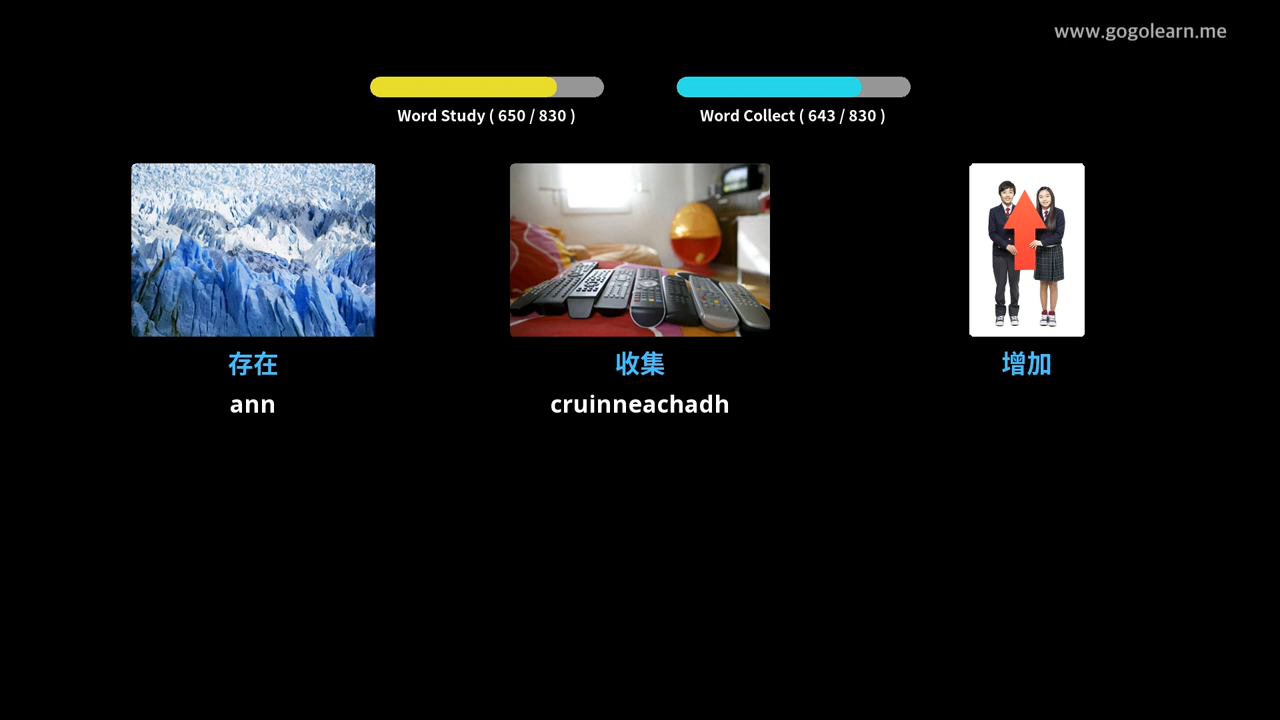 www.gogolearn.me
Word Study ( 650 / 830 )
Word Collect ( 643 / 830 )
存在
收集
增加
ann
cruinneachadh